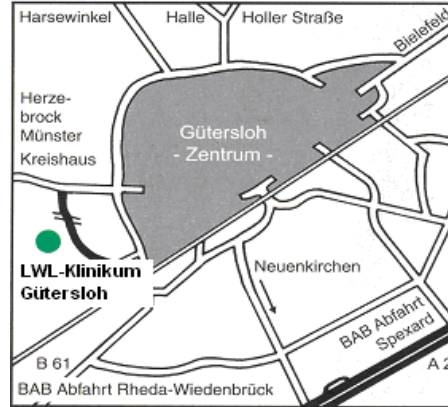 Harsewinkel
Halle
Holler Straße
Bielefeld
Herze-
brock
Münster
Kreishaus
Gütersloh
- Zentrum -
LWL-Klinikum
Gütersloh
Neuenkirchen
BAB Abfahrt
Spexard
B 61
A 2
BAB Abfahrt Rheda-Wiedenbrück